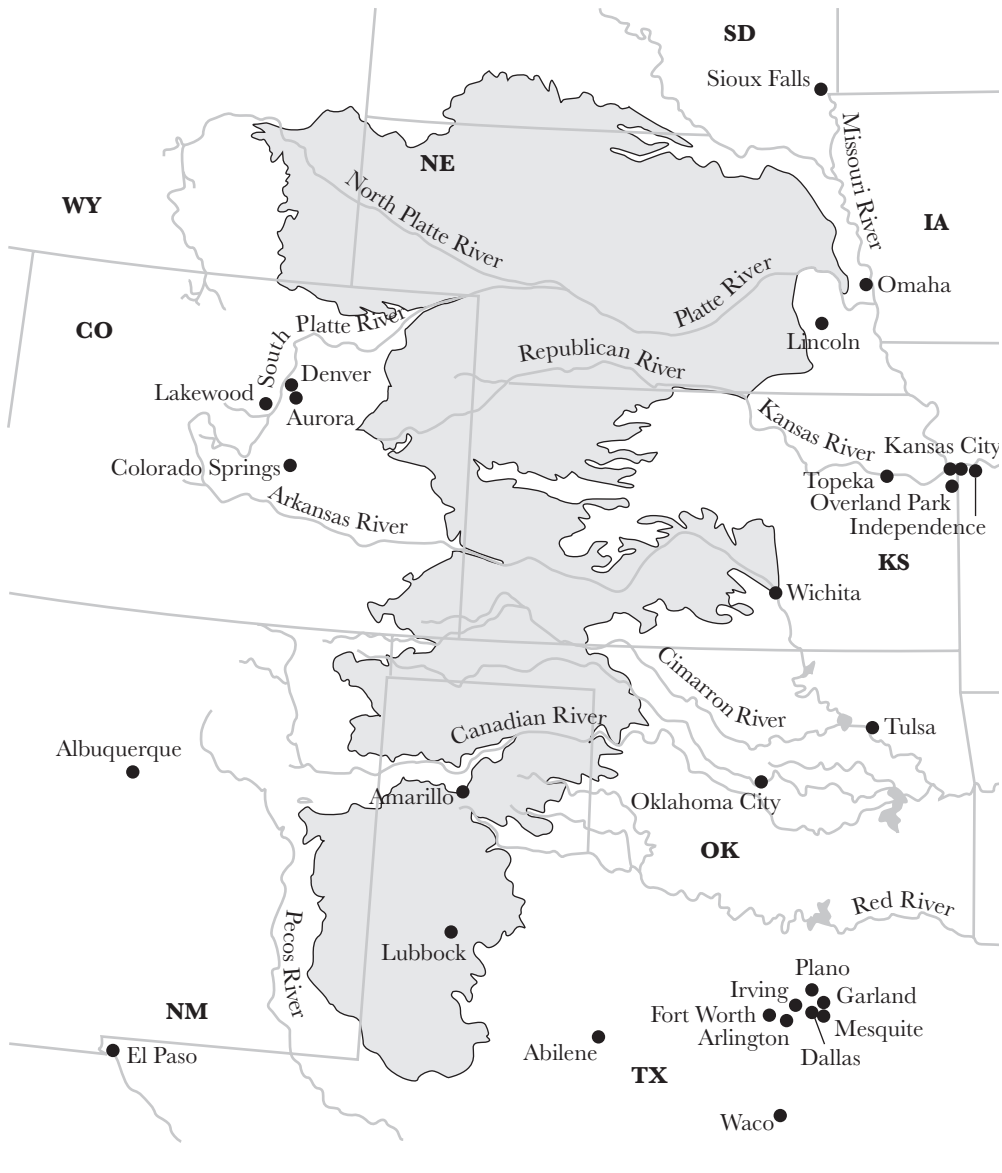 SD
Sioux Falls
Missouri River
NE
North Platte River
WY
IA
Omaha
Platte River
CO
South
Platte River
Lincoln
Republican River
Denver
Lakewood
Aurora
Kansas River
Kansas City
Colorado Springs
Topeka
Overland Park
Arkansas River
Independence
KS
Wichita
Cimarron River
Canadian River
Tulsa
Albuquerque
Amarillo
Oklahoma City
OK
Red River
Pecos River
Lubbock
Plano
Irving
Garland
NM
Fort Worth
Mesquite
Arlington
El Paso
Abilene
Dallas
TX
Waco